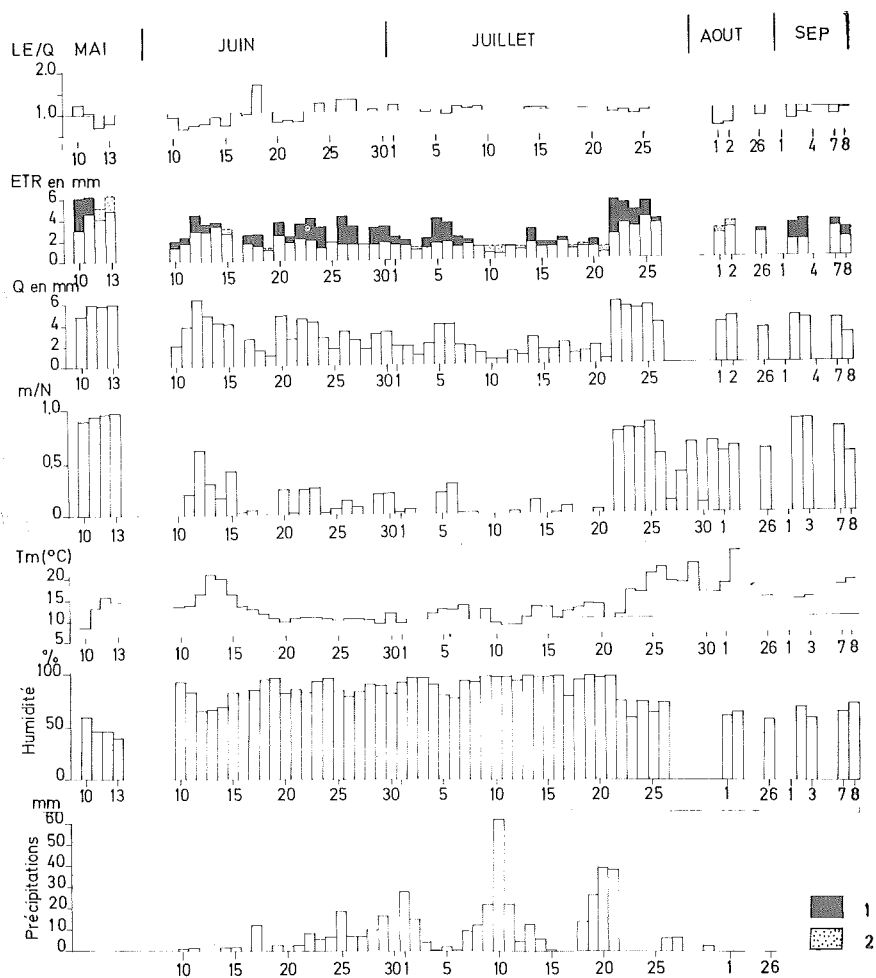 LE/Q MAI JUIN JUILLET AOUT SEP
2.0
1.0
10 13 10 15 20 25 30 1 5 10 15 20 25 1 2 26 1 4 7 8
ETR en mm
6
4
2
0
10 13 10 15 20 25 30 1 5 10 15 20 25 1 2 26 1 4 7 8
Q en mm
6
4
2
0
10 13 10 15 20 25 30 1 5 10 15 20 25 1 2 26 1 4 7 8
m/N
1,0
0,5
0
10 13 10 15 20 25 30 1 5 10 15 20 25 30 1 26 1 3 7 8
Tm (°C)
20
15
10
5
10 13 10 15 20 25 30 1 5 10 15 20 25 30 1 26 1 3 7 8
%
100
50
0
Humidité
10 13 10 15 20 25 30 1 5 10 15 20 25 1 26 1 3 7 8
mm
60
50
40
30
20
10
0
Précipitations
10 15 20 25 30 1 5 10 15 20 25 1 26
1
2